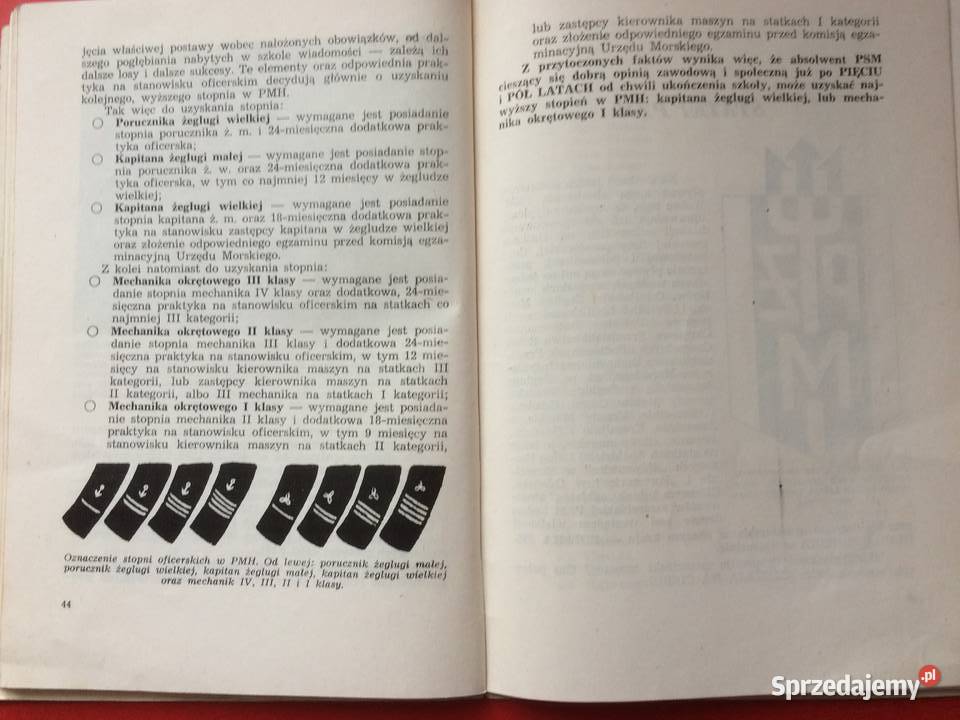 jęcia właściwej postawy wobec nałożonych obowiązków, od dal-
szego pogłębiania nabytych w szkole wiadomości — zależą ich
dalsze losy i dalsze sukcesy. Te elementy oraz odpowiednia prak-
tyka na stanowisku oficerskim decydują głównie o uzyskaniu
kolejnego, wyższego stopnia w PMH.
Tak więc do uzyskania stopnia:
○ Porucznika żeglugi wielkiej — wymagane jest posiadanie
stopnia porucznika ż. m. i 24-miesięczna dodatkowa prak-
tyka oficerska;
○ Kapitana żeglugi małej — wymagane jest posiadanie stop-
nia porucznika ż. w. oraz 24-miesięczna dodatkowa prak-
tyka oficerska, w tym co najmniej 12 miesięcy w żegludze
wielkiej;
○ Kapitana żeglugi wielkiej — wymagane jest posiadanie
stopnia kapitana ż. m. oraz 18-miesięczna dodatkowa prak-
tyka na stanowisku zastępcy kapitana w żegludze wielkiej
oraz złożenie odpowiedniego egzaminu przed komisją egza-
minacyjną Urzędu Morskiego.
Z kolei natomiast do uzyskania stopnia:
○ Mechanika okrętowego III klasy — wymagane jest posia-
danie stopnia mechanika IV klasy oraz dodatkowa, 24-mie-
sięczna praktyka na stanowisku oficerskim na statkach co
najmniej III kategorii;
○ Mechanika okrętowego II klasy — wymagane jest posia-
danie stopnia mechanika III klasy i dodatkowa 24-mie-
sięczna praktyka na stanowisku oficerskim, w tym 12 mie-
sięcy na stanowisku kierownika maszyn na statkach III
kategorii, lub zastępcy kierownika maszyn na statkach
II kategorii, albo III mechanika na statkach I kategorii;
○ Mechanika okrętowego I klasy — wymagane jest posiada-
nie stopnia mechanika II klasy i dodatkowa 18-miesięczna
praktyka na stanowisku oficerskim, w tym 9 miesięcy na
stanowisku kierownika maszyn na statkach II kategorii,
Oznaczenie stopni oficerskich w PMH. Od lewej: porucznik żeglugi małej,
porucznik żeglugi wielkiej, kapitan żeglugi małej, kapitan żeglugi wielkiej
oraz mechanik IV, III, II i I klasy.
44
lub zastępcy kierownika maszyn na statkach I kategorii
oraz złożenie odpowiedniego egzaminu przed komisją egza-
minacyjną Urzędu Morskiego.
Z przytoczonych faktów wynika więc, że absolwent PSM
cieszący się dobrą opinią zawodową i społeczną już po PIĘCIU
i PÓŁ LATACH od chwili ukończenia szkoły, może uzyskać naj-
wyższy stopień w PMH: kapitana żeglugi wielkiej, lub mecha-
nika okrętowego I klasy.
Sprzedajemy.pl